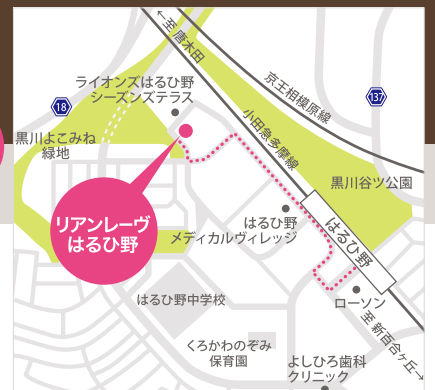 ←至 唐木田
ライオンズはるひ野
シーズンズテラス
18
京王相模原線
137
小田急多摩線
黒川よこみね
緑地
黒川谷ツ公園
リアンレーヴ
はるひ野
はるひ野
メディカルヴィレッジ
はるひ野
はるひ野中学校
ローソン
至 新百合ヶ丘→
くろかわのぞみ
保育園
よしひろ歯科
クリニック